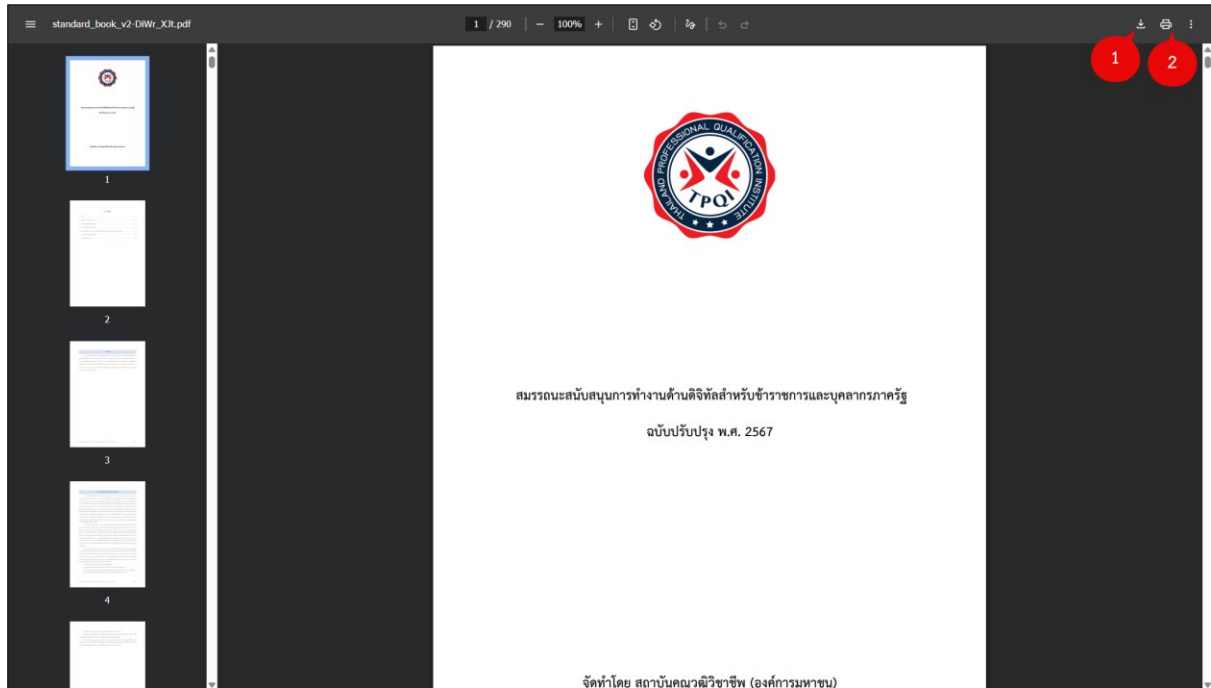 standard_book_v2-DiWr_XJt.pdf
1 / 290
100%
1
2
THAILAND PROFESSIONAL QUALIFICATION INSTITUTE
TPQI
สมรรถนะสนับสนุนการทำงานด้านดิจิทัลสำหรับข้าราชการและบุคลากรภาครัฐ
ฉบับปรับปรุง พ.ศ. 2567
จัดทำโดย สถาบันคุณวุฒิวิชาชีพ (องค์การมหาชน)
1
2
3
4